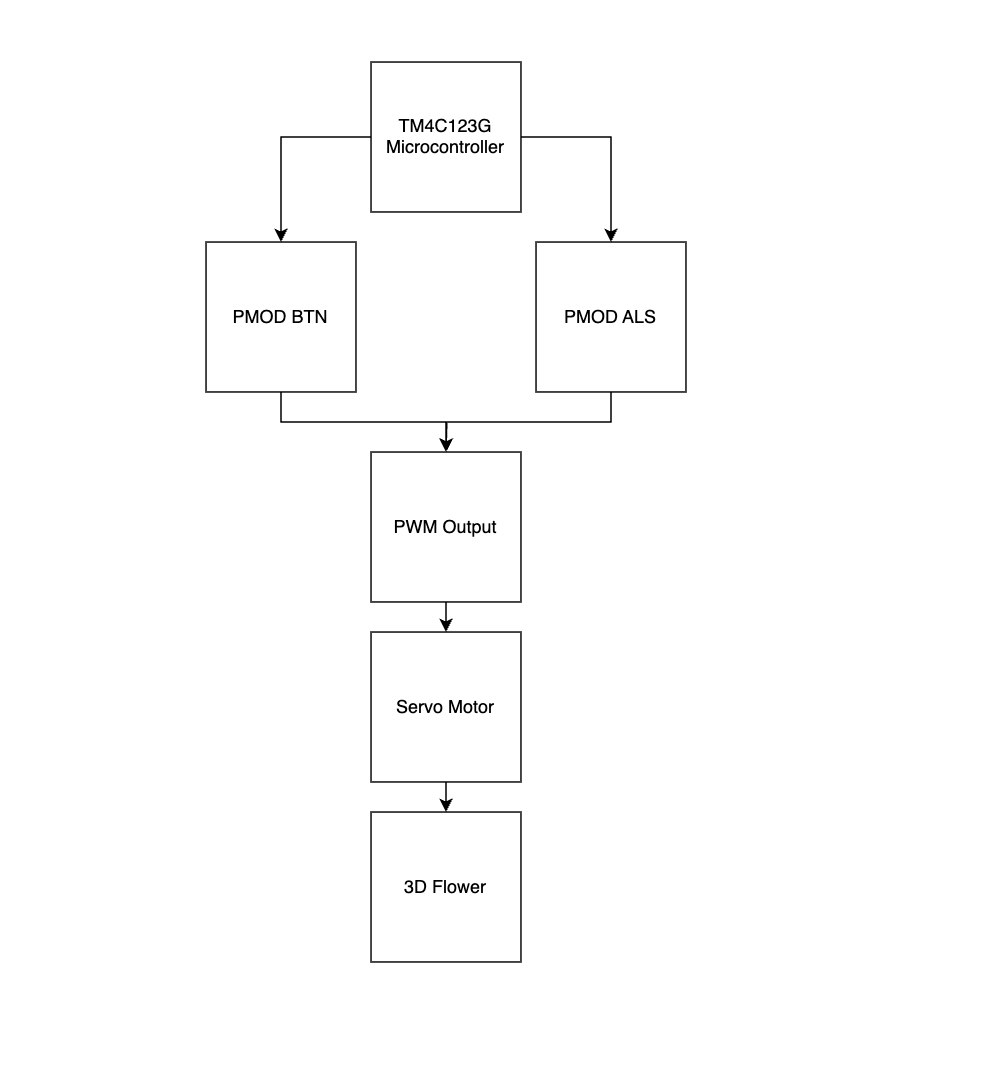 TM4C123G
Microcontroller
PMOD BTN
PMOD ALS
PWM Output
Servo Motor
3D Flower